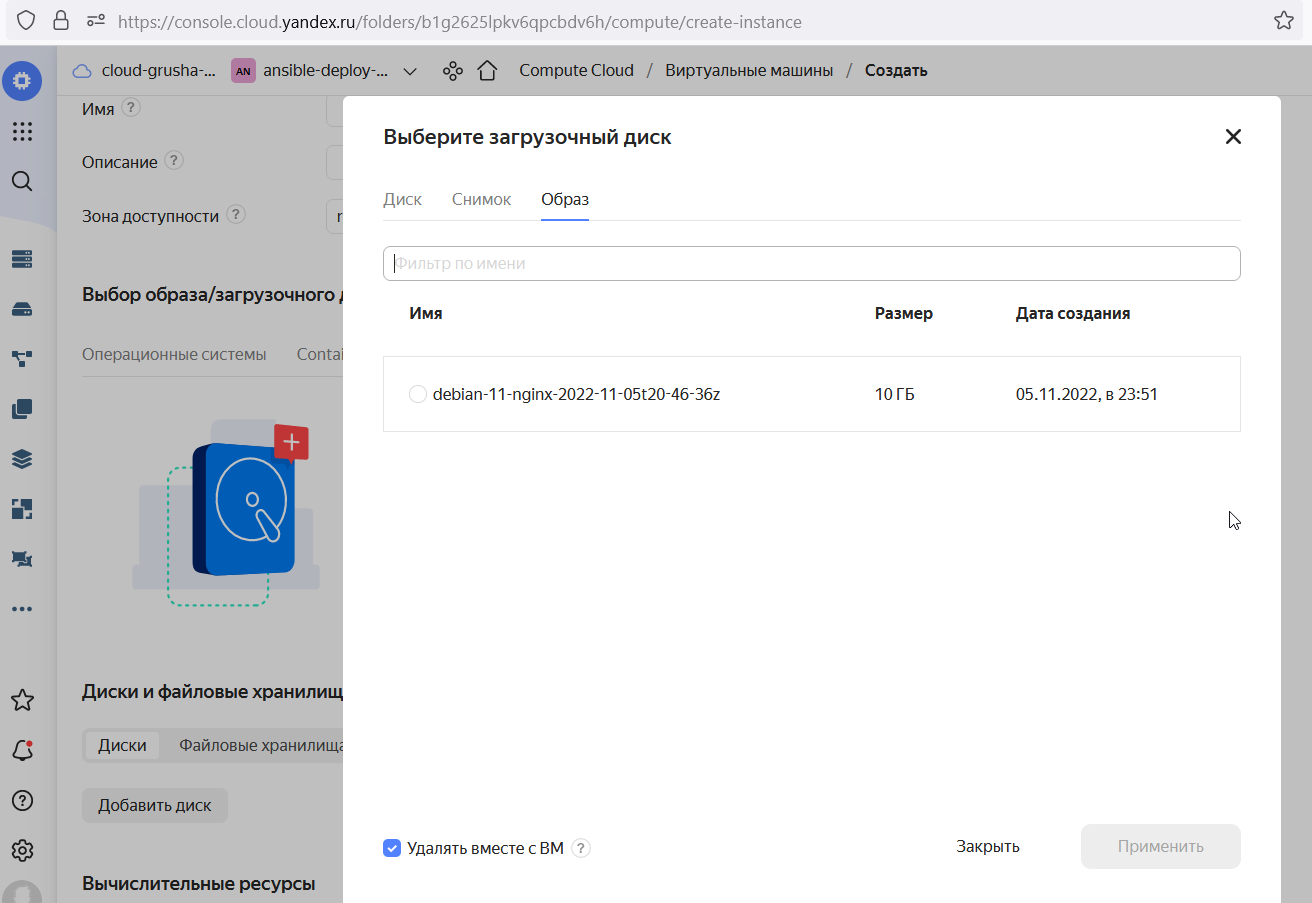 https://console.cloud.yandex.ru/folders/b1g2625lpkv6qpcbdv6h/compute/create-instance
cloud-grusha-... AN ansible-deploy-... Compute Cloud / Виртуальные машины / Создать
Имя ?
Описание ?
Зона доступности ?
Выбор образа/загрузочного
Операционные системы
Диски и файловые хранилищ
Диски Файловые хранилища
Добавить диск
Вычислительные ресурсы
Выберите загрузочный диск
Диск Снимок Образ
Фильтр по имени
Имя Размер Дата создания
debian-11-nginx-2022-11-05t20-46-36z 10 ГБ 05.11.2022, в 23:51
Удалять вместе с ВМ ? Закрыть Применить